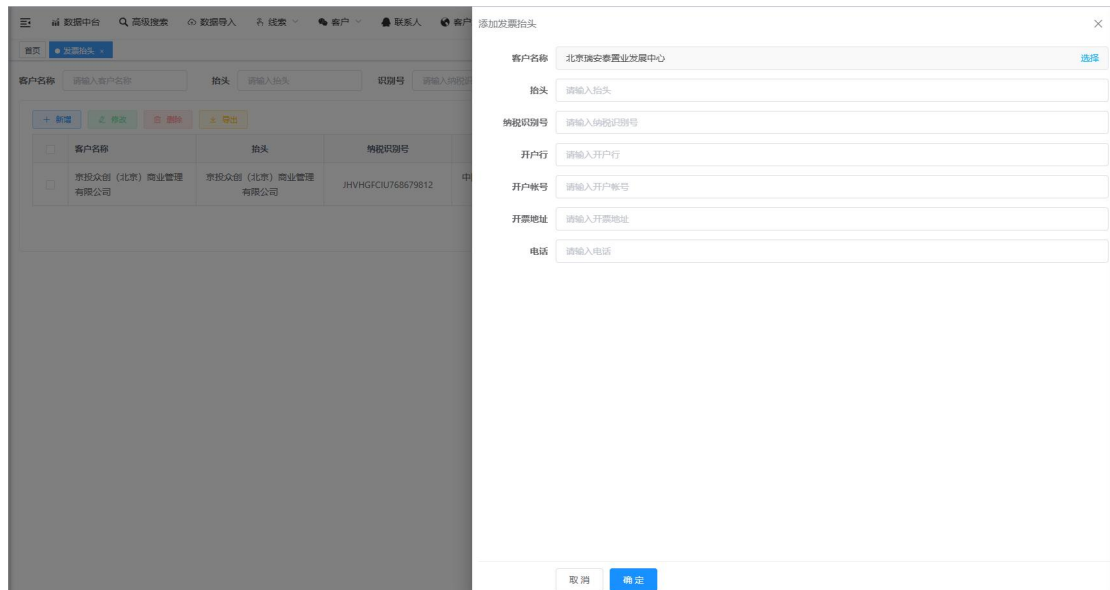 数据中台 高级搜索 数据导入 线索 客户 联系人 客户
首页 发票抬头 ×
客户名称 请输入客户名称 抬头 请输入抬头 识别号 请输入纳税识
+ 新增 修改 删除 导出
客户名称 抬头 纳税识别号
京投众创（北京）商业管理 京投众创（北京）商业管理 JHVHGFCIU768679812 中
有限公司 有限公司
添加发票抬头 ×
客户名称 北京瑞安泰置业发展中心 选择
抬头 请输入抬头
纳税识别号 请输入纳税识别号
开户行 请输入开户行
开户帐号 请输入开户帐号
开票地址 请输入开票地址
电话 请输入电话
取 消 确 定